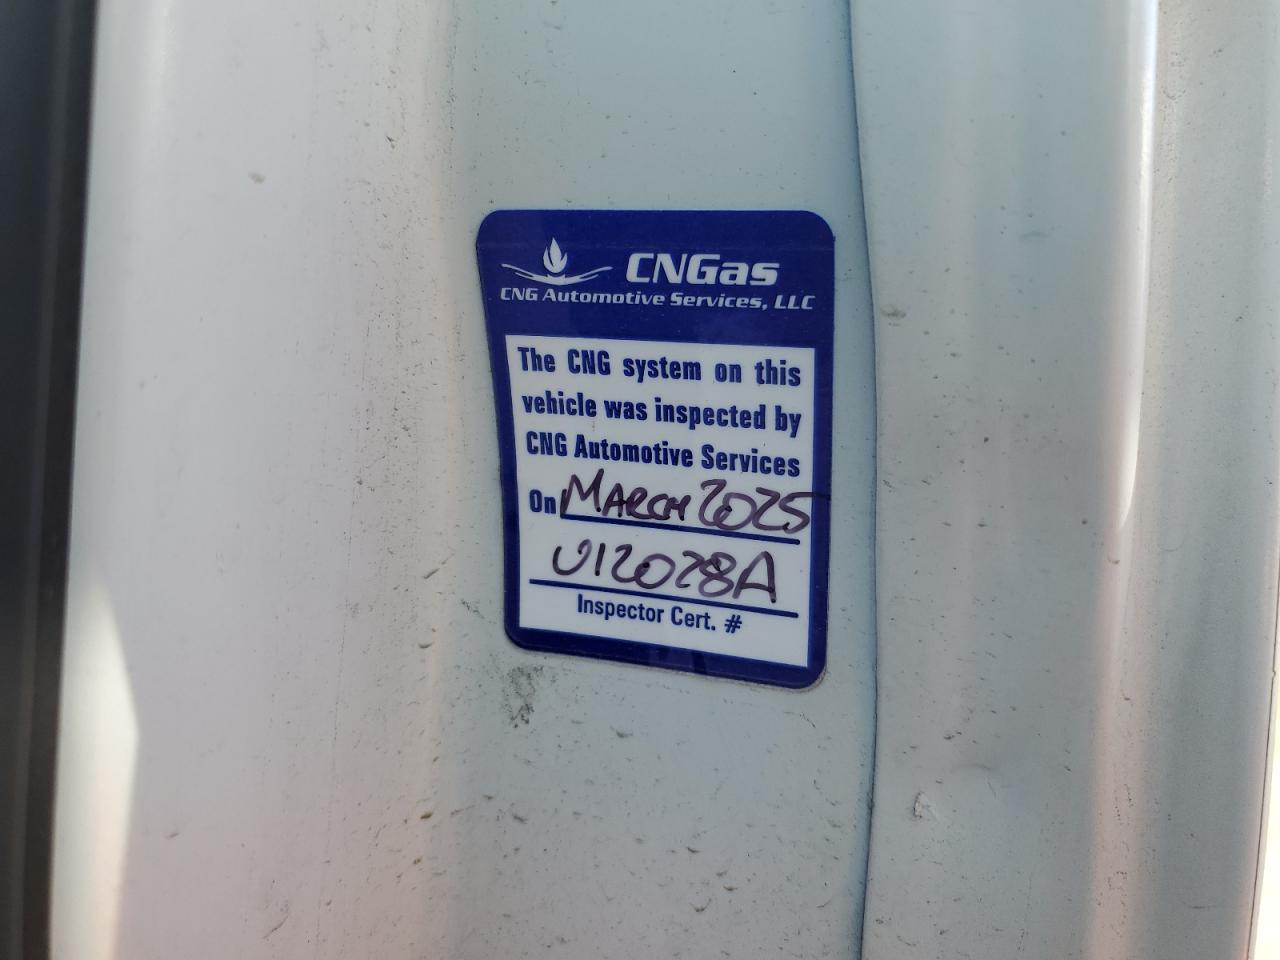 CNGas
CNG Automotive Services, LLC
The CNG system on this
vehicle was inspected by
CNG Automotive Services
On MARCH 2025
U12028A
Inspector Cert. #